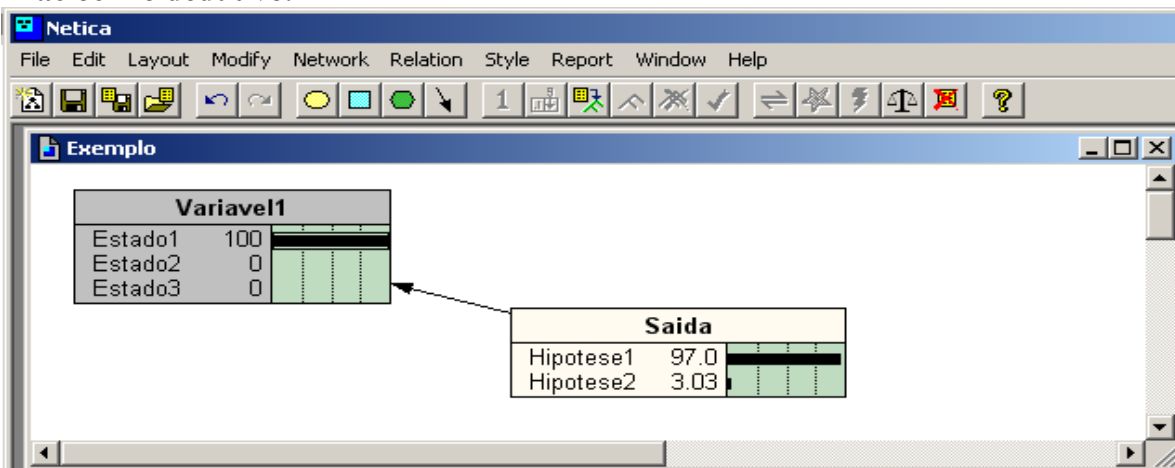 Netica
File Edit Layout Modify Network Relation Style Report Window Help
1 ?
Exemplo
Variavel1
Estado1 100
Estado2 0
Estado3 0
Saida
Hipotese1 97.0
Hipotese2 3.03